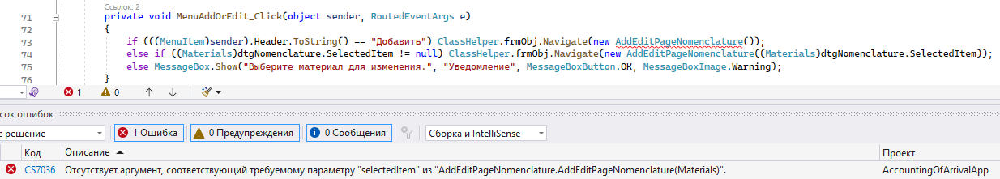 Ссылок: 2
71 private void MenuAddOrEdit_Click(object sender, RoutedEventArgs e)
72 {
73 if (((MenuItem)sender).Header.ToString() == "Добавить") ClassHelper.frmObj.Navigate(new AddEditPageNomenclature());
74 else if ((Materials)dtgNomenclature.SelectedItem != null) ClassHelper.frmObj.Navigate(new AddEditPageNomenclature((Materials)dtgNomenclature.SelectedItem));
75 else MessageBox.Show("Выберите материал для изменения.", "Уведомление", MessageBoxButton.OK, MessageBoxImage.Warning);
76 }
1 0
сок ошибок
е решение 1 Ошибка 0 Предупреждения 0 Сообщения Сборка и IntelliSense
Код Описание Проект
CS7036 Отсутствует аргумент, соответствующий требуемому параметру "selectedItem" из "AddEditPageNomenclature.AddEditPageNomenclature(Materials)". AccountingOfArrivalApp